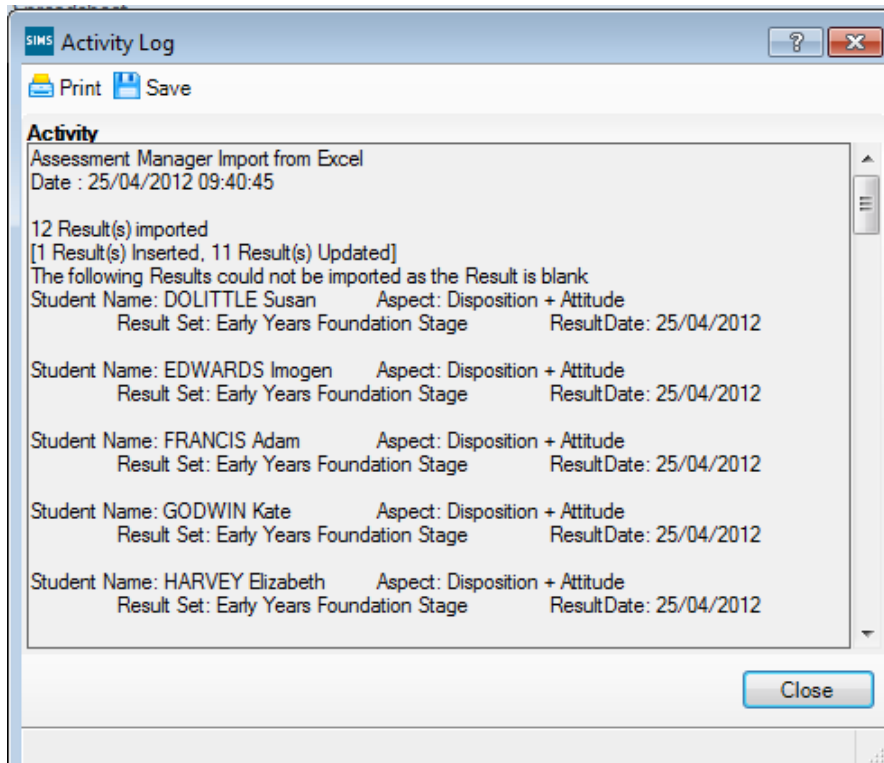 SIMS Activity Log ?
Print Save
Activity
Assessment Manager Import from Excel
Date : 25/04/2012 09:40:45
12 Result(s) imported
[1 Result(s) Inserted, 11 Result(s) Updated]
The following Results could not be imported as the Result is blank
Student Name: DOLITTLE Susan Aspect: Disposition + Attitude
Result Set: Early Years Foundation Stage ResultDate: 25/04/2012
Student Name: EDWARDS Imogen Aspect: Disposition + Attitude
Result Set: Early Years Foundation Stage ResultDate: 25/04/2012
Student Name: FRANCIS Adam Aspect: Disposition + Attitude
Result Set: Early Years Foundation Stage ResultDate: 25/04/2012
Student Name: GODWIN Kate Aspect: Disposition + Attitude
Result Set: Early Years Foundation Stage ResultDate: 25/04/2012
Student Name: HARVEY Elizabeth Aspect: Disposition + Attitude
Result Set: Early Years Foundation Stage ResultDate: 25/04/2012
Close